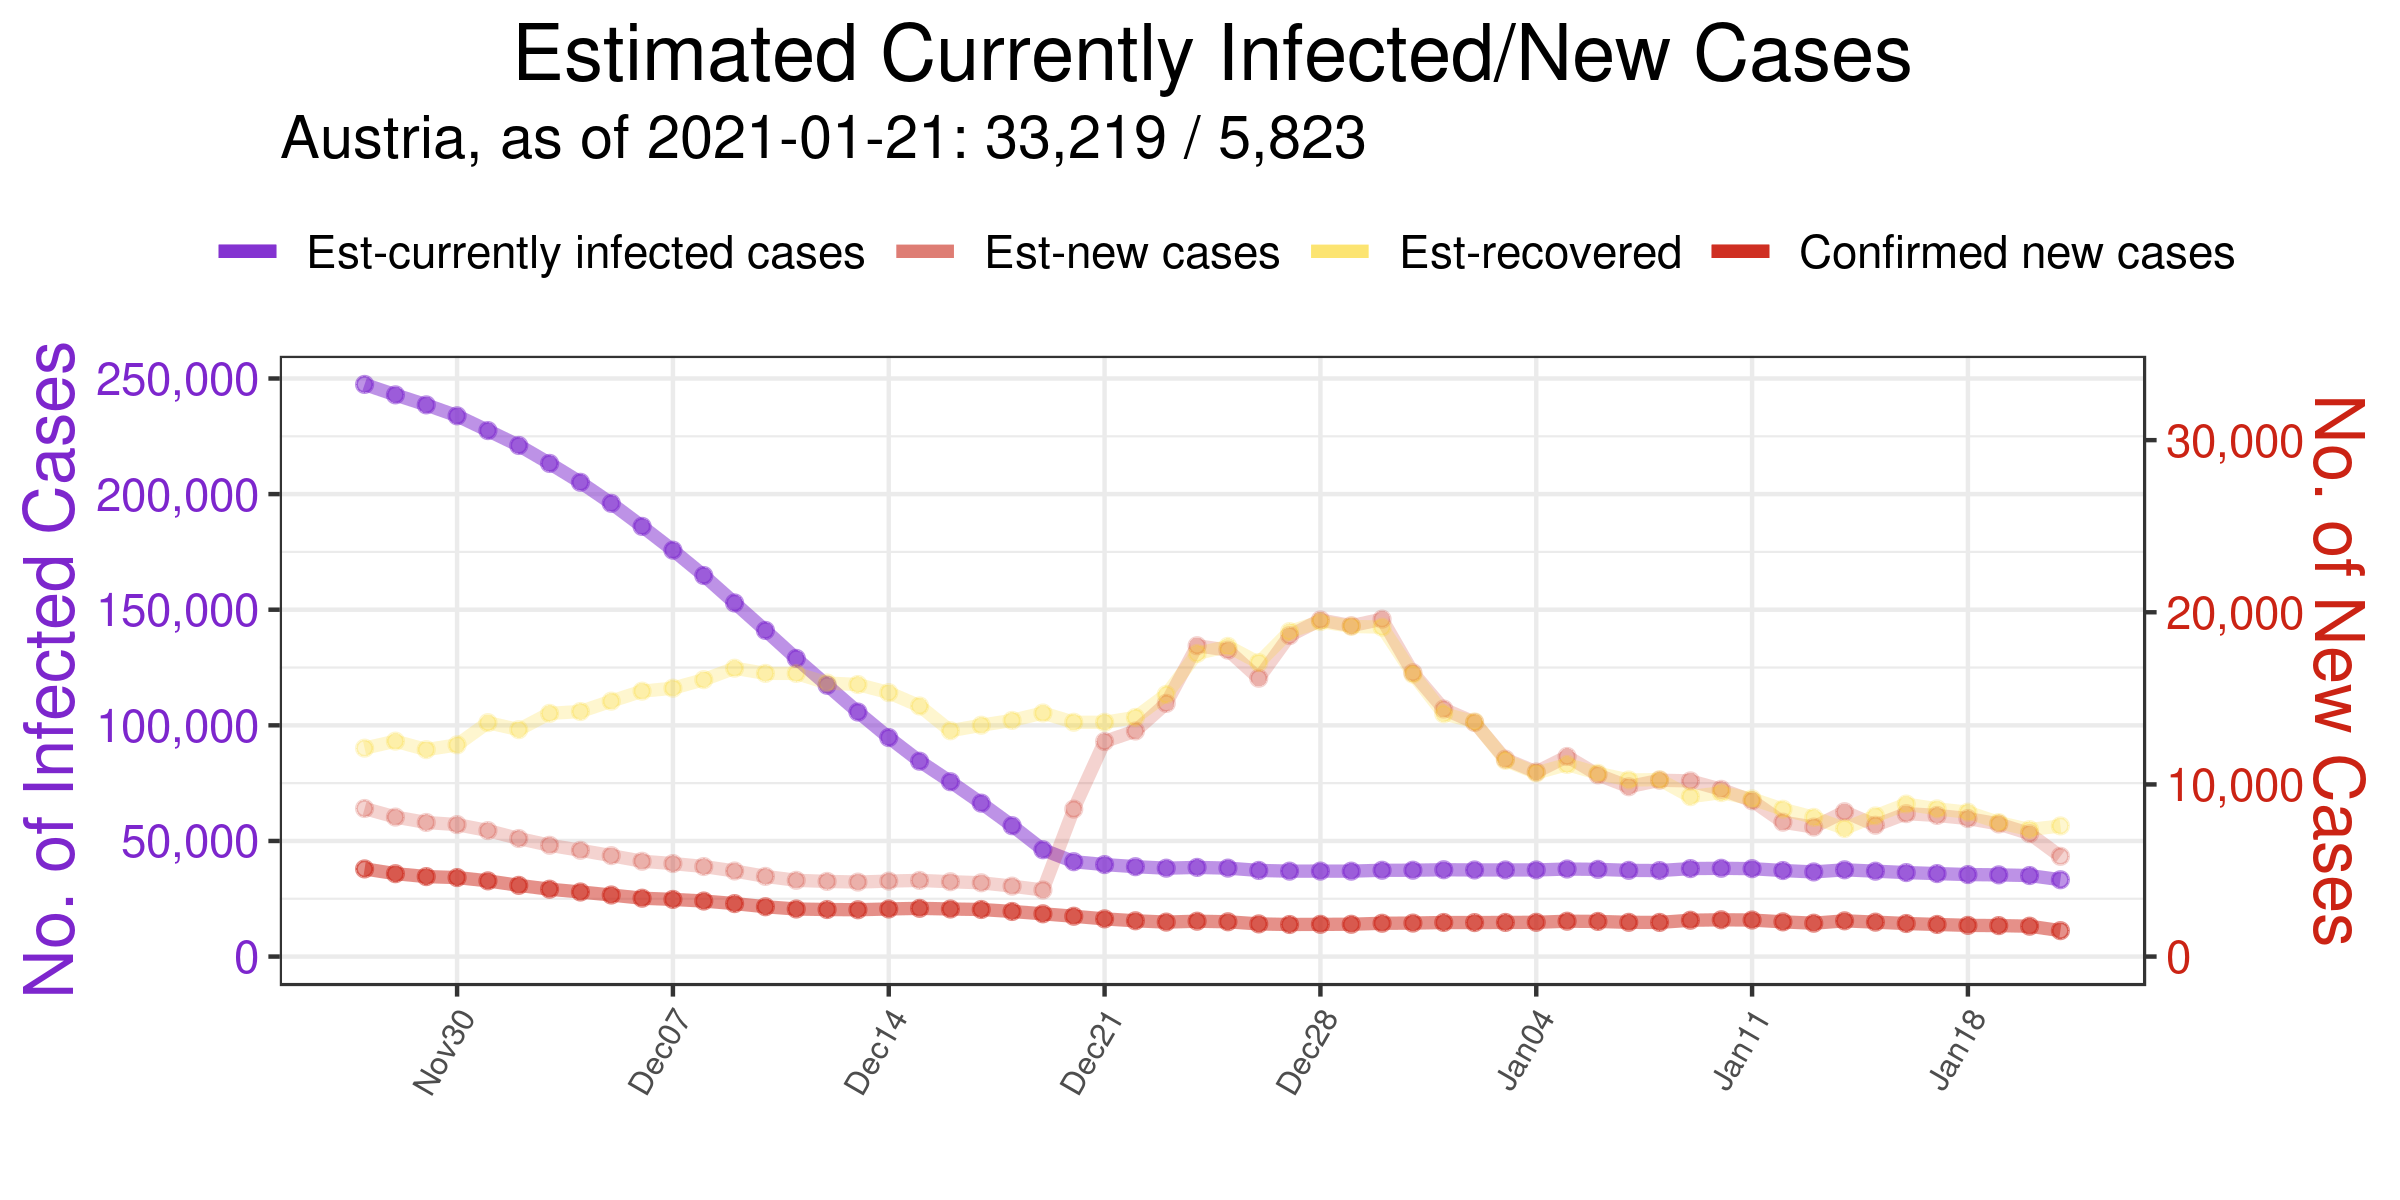 Estimated Currently Infected/New Cases
Austria, as of 2021-01-21: 33,219 / 5,823
Est-currently infected cases Est-new cases Est-recovered Confirmed new cases
No. of Infected Cases
250,000
200,000
150,000
100,000
50,000
0
30,000
20,000
10,000
0
No. of New Cases
Nov30 Dec07 Dec14 Dec21 Dec28 Jan04 Jan11 Jan18